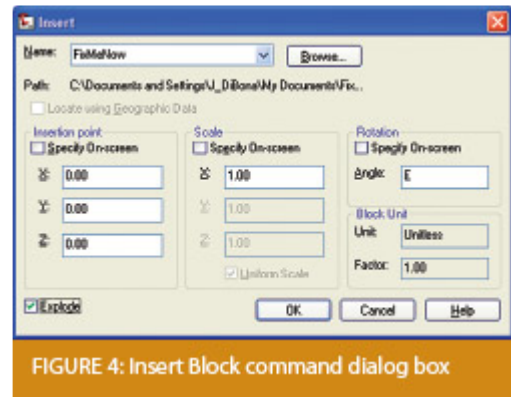 Insert
Name: FixMeNow Browse...
Path: C:\Documents and Settings\J_DiBona\My Documents\Fix...
Locate using Geographic Data
Insertion point
Specify On-screen
X: 0.00
Y: 0.00
Z: 0.00
Scale
Specify On-screen
X: 1.00
Y: 1.00
Z: 1.00
Uniform Scale
Rotation
Specify On-screen
Angle: E
Block Unit
Unit: Unitless
Factor: 1.00
Explode
OK Cancel Help
FIGURE 4: Insert Block command dialog box